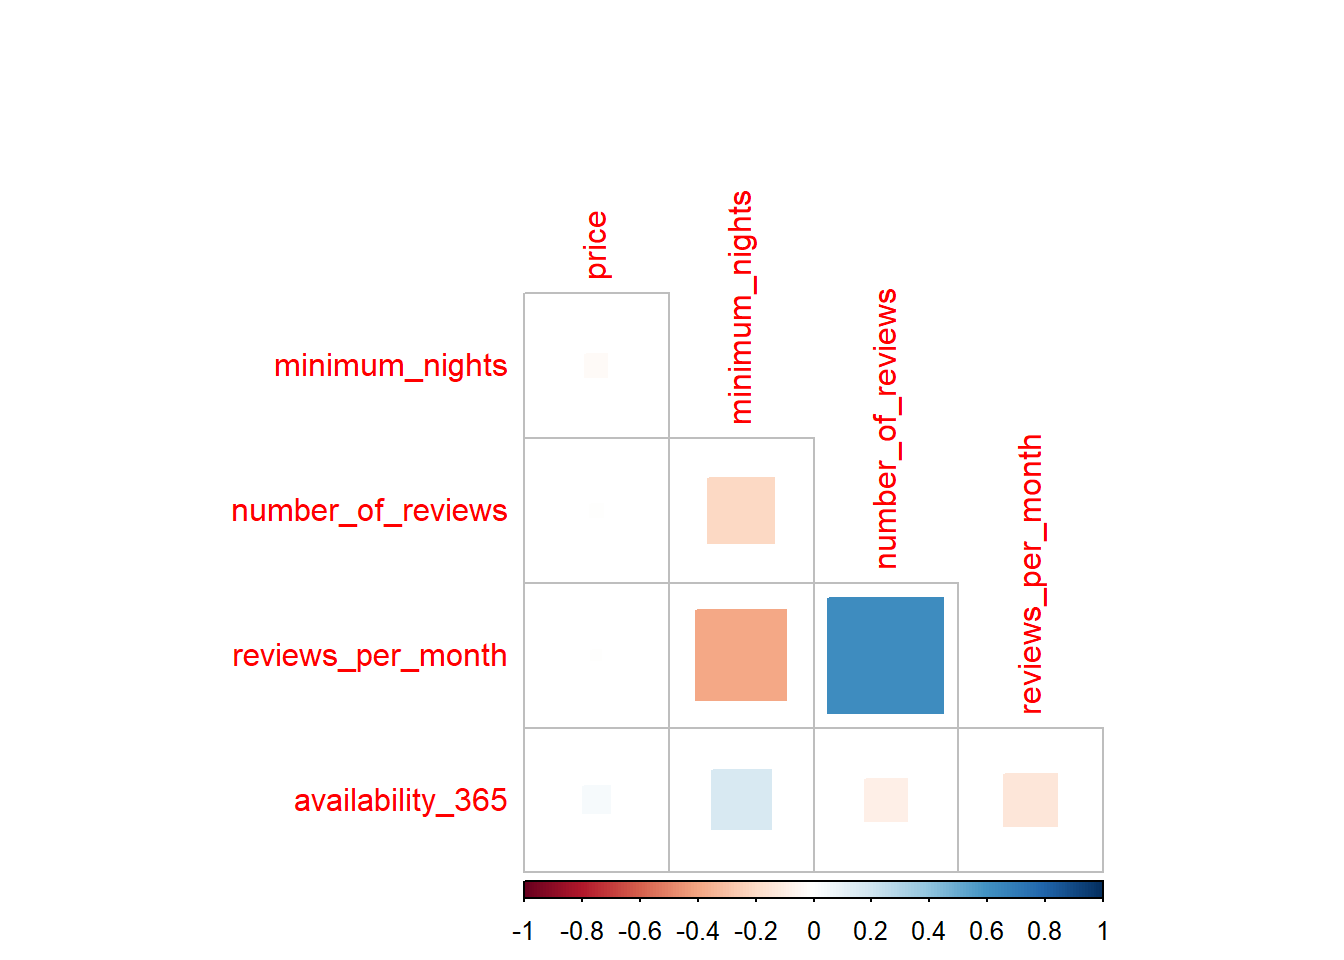 price
minimum_nights
number_of_reviews
reviews_per_month
minimum_nights
number_of_reviews
reviews_per_month
availability_365
-1 -0.8 -0.6 -0.4 -0.2 0 0.2 0.4 0.6 0.8 1